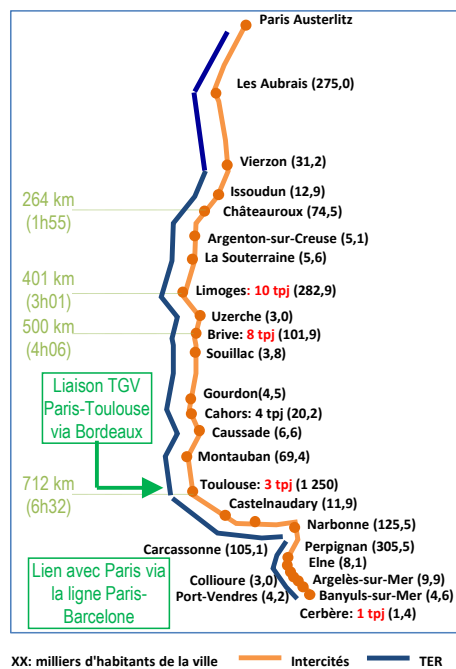 Paris Austerlitz
Les Aubrais (275,0)
Vierzon (31,2)
Issoudun (12,9)
264 km
(1h55)
Châteauroux (74,5)
Argenton-sur-Creuse (5,1)
La Souterraine (5,6)
401 km
(3h01)
Limoges: 10 tpj (282,9)
Uzerche (3,0)
500 km
(4h06)
Brive: 8 tpj (101,9)
Souillac (3,8)
Liaison TGV
Paris-Toulouse
via Bordeaux
Gourdon(4,5)
Cahors: 4 tpj (20,2)
Caussade (6,6)
Montauban (69,4)
712 km
(6h32)
Toulouse: 3 tpj (1 250)
Castelnaudary (11,9)
Narbonne (125,5)
Carcassonne (105,1)
Perpignan (305,5)
Elne (8,1)
Lien avec Paris via
la ligne Paris-
Barcelone
Collioure (3,0)
Argelès-sur-Mer (9,9)
Port-Vendres (4,2)
Banyuls-sur-Mer (4,6)
Cerbère: 1 tpj (1,4)
XX: milliers d'habitants de la ville
Intercités
TER